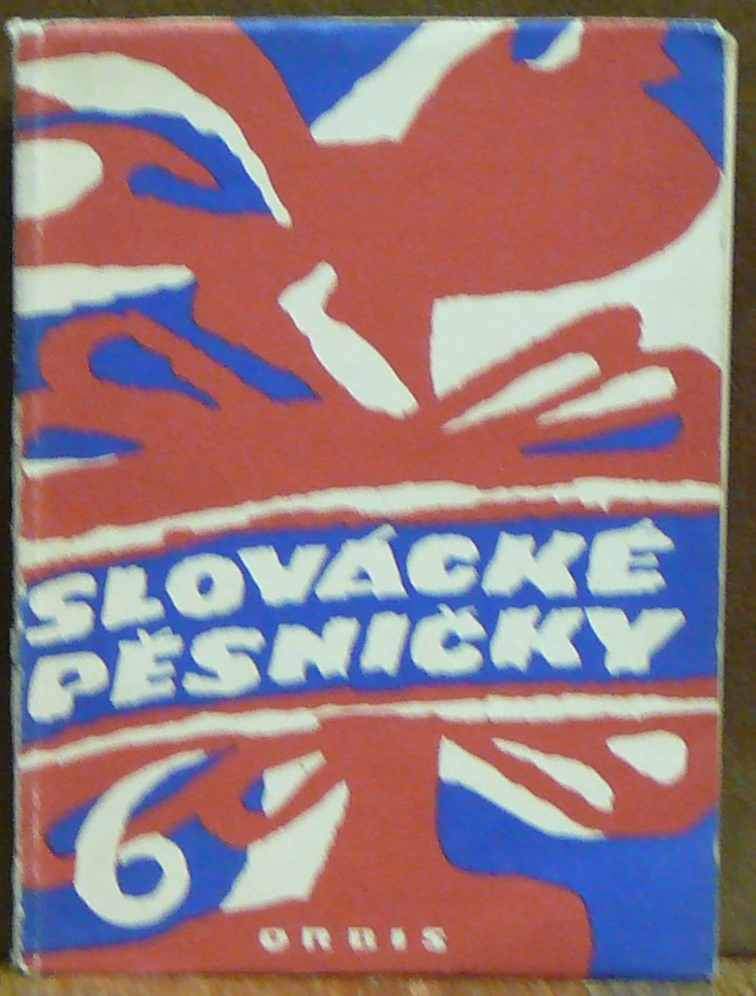 SLOVÁCKÉ
PĚSNIČKY
6
ORBIS